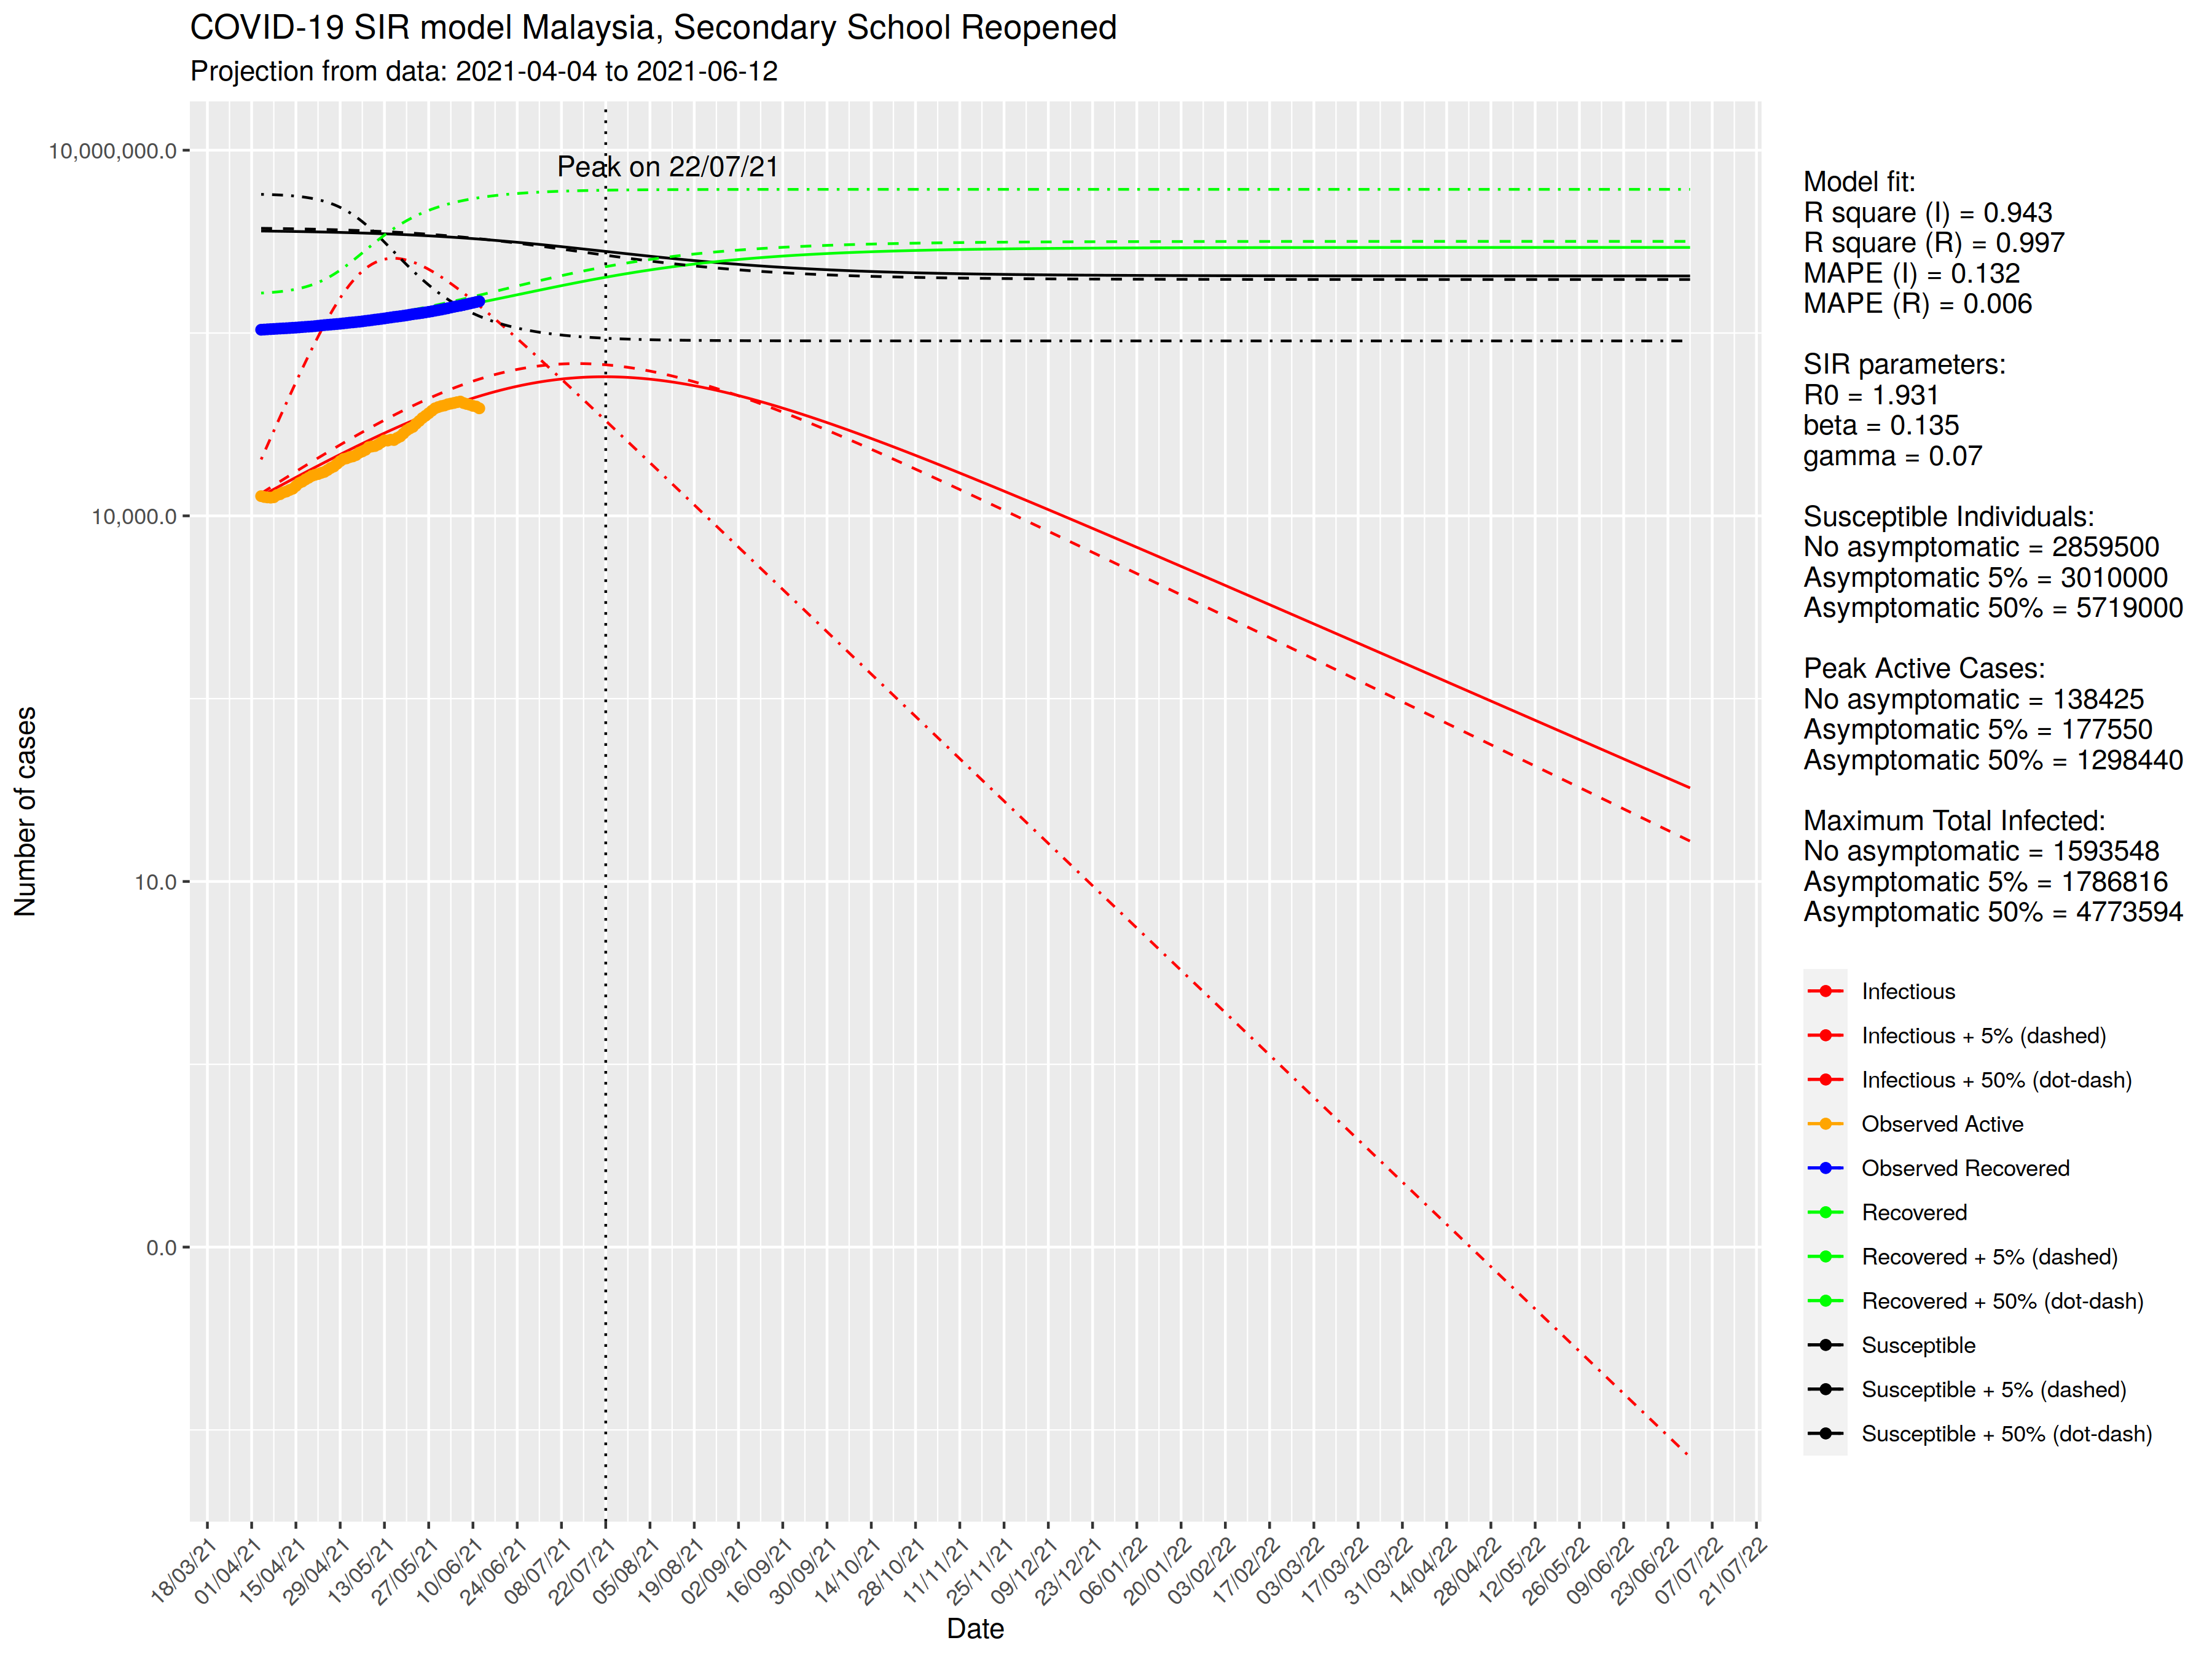 COVID-19 SIR model Malaysia, Secondary School Reopened
Projection from data: 2021-04-04 to 2021-06-12
Peak on 22/07/21
10,000,000.0
10,000.0
10.0
0.0
Number of cases
18/03/21
01/04/21
15/04/21
29/04/21
13/05/21
27/05/21
10/06/21
24/06/21
08/07/21
22/07/21
05/08/21
19/08/21
02/09/21
16/09/21
30/09/21
14/10/21
28/10/21
11/11/21
25/11/21
09/12/21
23/12/21
06/01/22
20/01/22
03/02/22
17/02/22
03/03/22
17/03/22
31/03/22
14/04/22
28/04/22
12/05/22
26/05/22
09/06/22
23/06/22
07/07/22
21/07/22
Date
Model fit:
R square (I) = 0.943
R square (R) = 0.997
MAPE (I) = 0.132
MAPE (R) = 0.006
SIR parameters:
R0 = 1.931
beta = 0.135
gamma = 0.07
Susceptible Individuals:
No asymptomatic = 2859500
Asymptomatic 5% = 3010000
Asymptomatic 50% = 5719000
Peak Active Cases:
No asymptomatic = 138425
Asymptomatic 5% = 177550
Asymptomatic 50% = 1298440
Maximum Total Infected:
No asymptomatic = 1593548
Asymptomatic 5% = 1786816
Asymptomatic 50% = 4773594
Infectious
Infectious + 5% (dashed)
Infectious + 50% (dot-dash)
Observed Active
Observed Recovered
Recovered
Recovered + 5% (dashed)
Recovered + 50% (dot-dash)
Susceptible
Susceptible + 5% (dashed)
Susceptible + 50% (dot-dash)